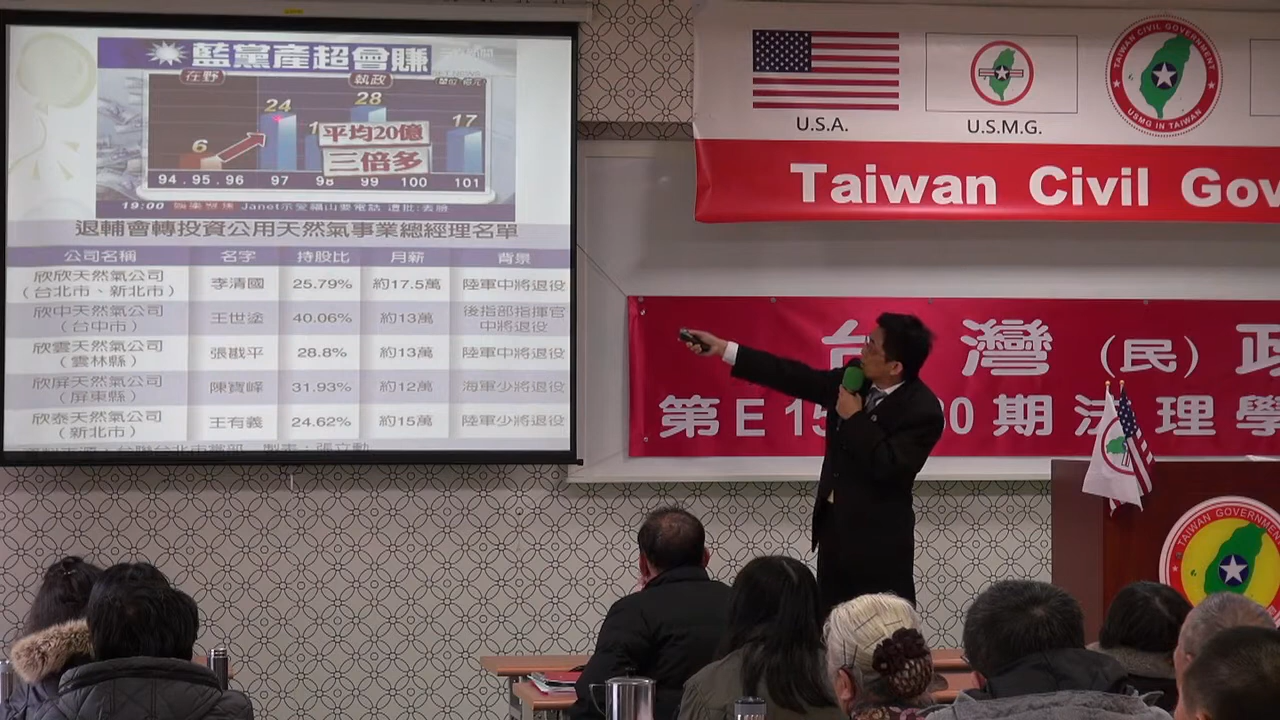 藍黨產超會賺
在野
執政
24
28
6
17
平均20億
三倍多
94.95.96 97 98 99 100 101
19:00
退輔會轉投資公用天然氣事業總經理名單
公司名稱 名字 持股比 月薪 背景
欣欣天然氣公司
(台北市、新北市) 李清國 25.79% 約17.5萬 陸軍中將退役
欣中天然氣公司
(台中市) 王世塗 40.06% 約13萬 後指部指揮官
中將退役
欣雲天然氣公司
(雲林縣) 張戡平 28.8% 約13萬 陸軍中將退役
欣屏天然氣公司
(屏東縣) 陳寶峰 31.93% 約12萬 海軍少將退役
欣泰天然氣公司
(新北市) 王有義 24.62% 約15萬 陸軍少將退役
U.S.A.
U.S.M.G.
TAIWAN CIVIL GOVERNMENT
USMG IN TAIWAN
Taiwan Civil Gov
台灣(民)政
第E15 0期法理學
TAIWAN GOVERNMENT